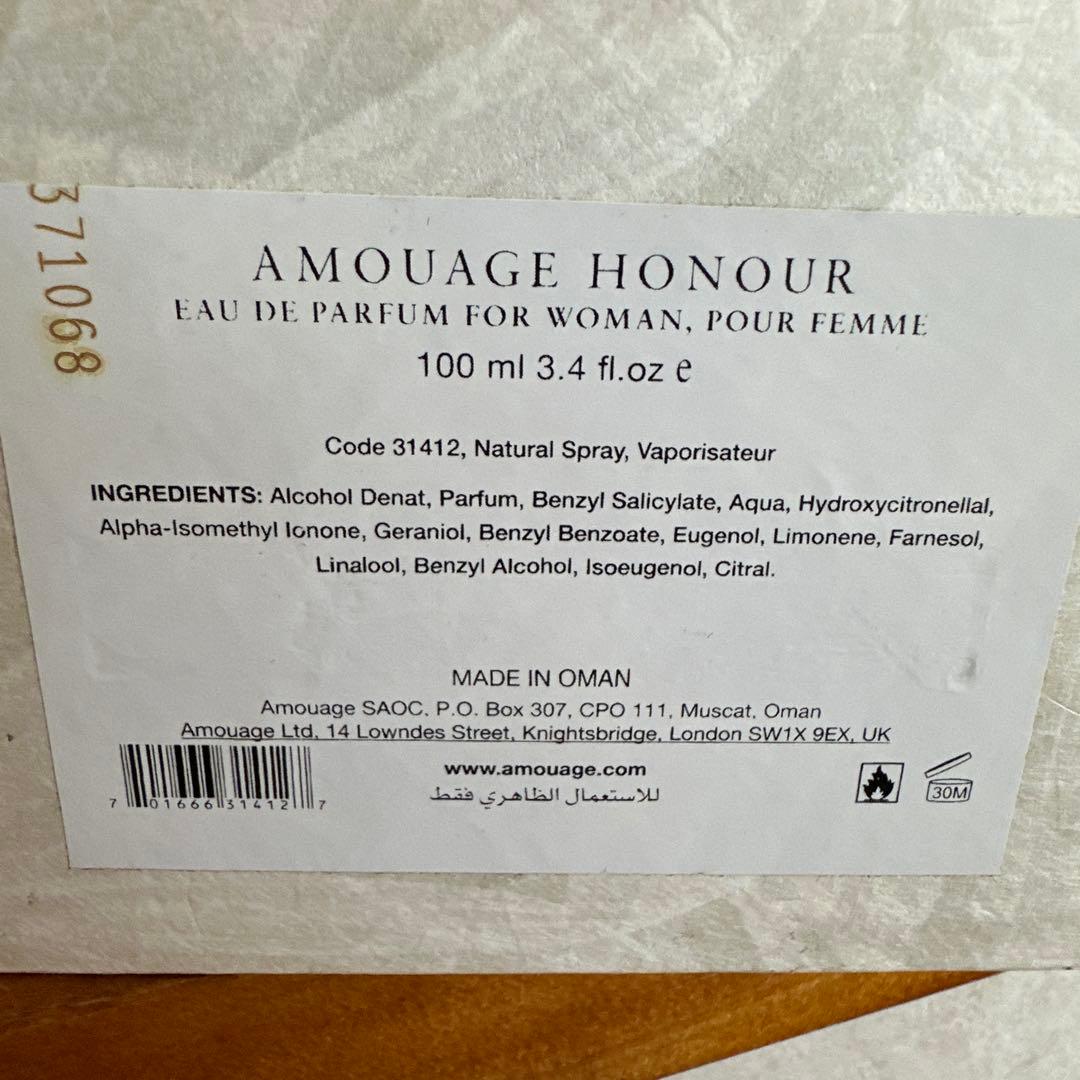 371068
AMOUAGE HONOUR
EAU DE PARFUM FOR WOMAN, POUR FEMME
100 ml 3.4 fl.oz e
Code 31412, Natural Spray, Vaporisateur
INGREDIENTS: Alcohol Denat, Parfum, Benzyl Salicylate, Aqua, Hydroxycitronellal,
Alpha-Isomethyl Ionone, Geraniol, Benzyl Benzoate, Eugenol, Limonene, Farnesol,
Linalool, Benzyl Alcohol, Isoeugenol, Citral.
MADE IN OMAN
Amouage SAOC, P.O. Box 307, CPO 111, Muscat, Oman
Amouage Ltd, 14 Lowndes Street, Knightsbridge, London SW1X 9EX, UK
www.amouage.com
للاستعمال الظاهري فقط
7 01666 31412 7
30M